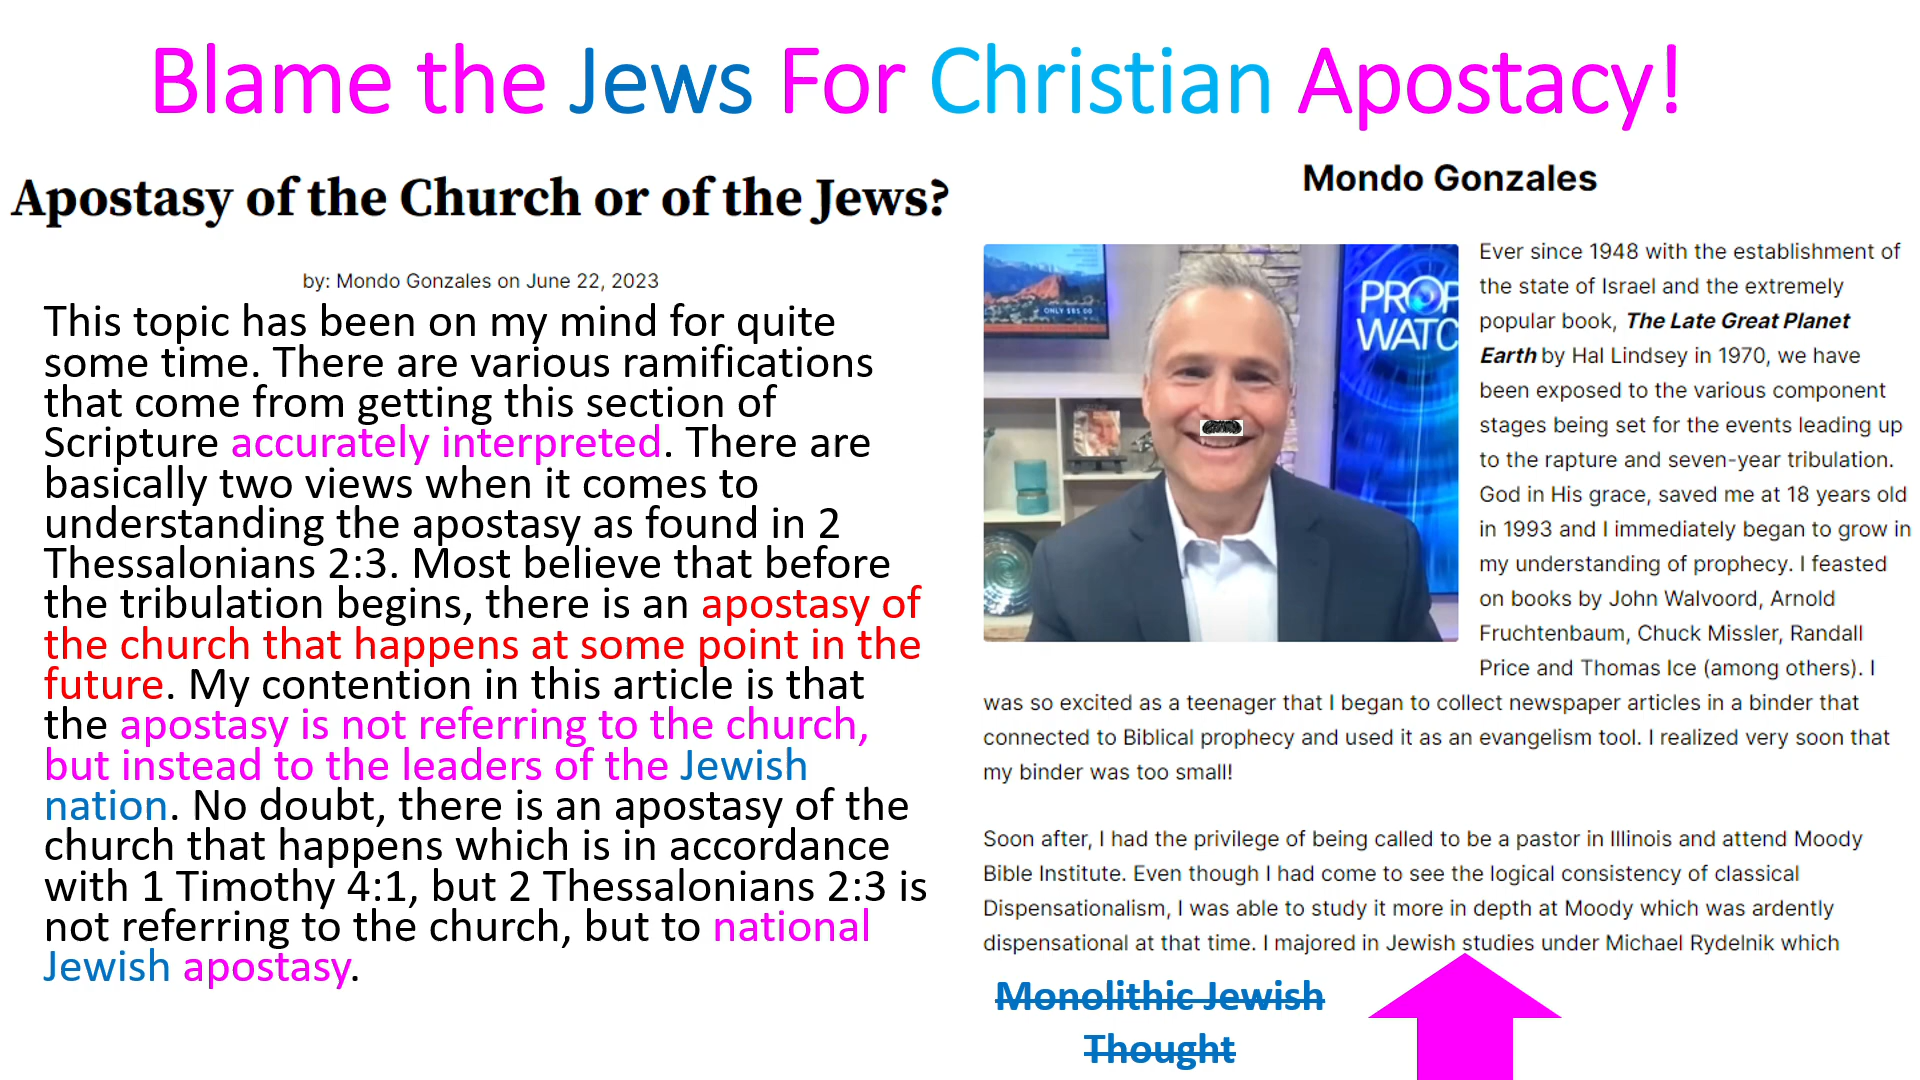 Blame the Jews For Christian Apostacy!
Apostasy of the Church or of the Jews?
by: Mondo Gonzales on June 22, 2023
This topic has been on my mind for quite
some time. There are various ramifications
that come from getting this section of
Scripture accurately interpreted. There are
basically two views when it comes to
understanding the apostasy as found in 2
Thessalonians 2:3. Most believe that before
the tribulation begins, there is an apostasy of
the church that happens at some point in the
future. My contention in this article is that
the apostasy is not referring to the church,
but instead to the leaders of the Jewish
nation. No doubt, there is an apostasy of the
church that happens which is in accordance
with 1 Timothy 4:1, but 2 Thessalonians 2:3 is
not referring to the church, but to national
Jewish apostasy.
Mondo Gonzales
ONLY $85.00
PROP
WATC
Ever since 1948 with the establishment of
the state of Israel and the extremely
popular book, The Late Great Planet
Earth by Hal Lindsey in 1970, we have
been exposed to the various component
stages being set for the events leading up
to the rapture and seven-year tribulation.
God in His grace, saved me at 18 years old
in 1993 and I immediately began to grow in
my understanding of prophecy. I feasted
on books by John Walvoord, Arnold
Fruchtenbaum, Chuck Missler, Randall
Price and Thomas Ice (among others). I
was so excited as a teenager that I began to collect newspaper articles in a binder that
connected to Biblical prophecy and used it as an evangelism tool. I realized very soon that
my binder was too small!
Soon after, I had the privilege of being called to be a pastor in Illinois and attend Moody
Bible Institute. Even though I had come to see the logical consistency of classical
Dispensationalism, I was able to study it more in depth at Moody which was ardently
dispensational at that time. I majored in Jewish studies under Michael Rydelnik which
Monolithic Jewish
Thought